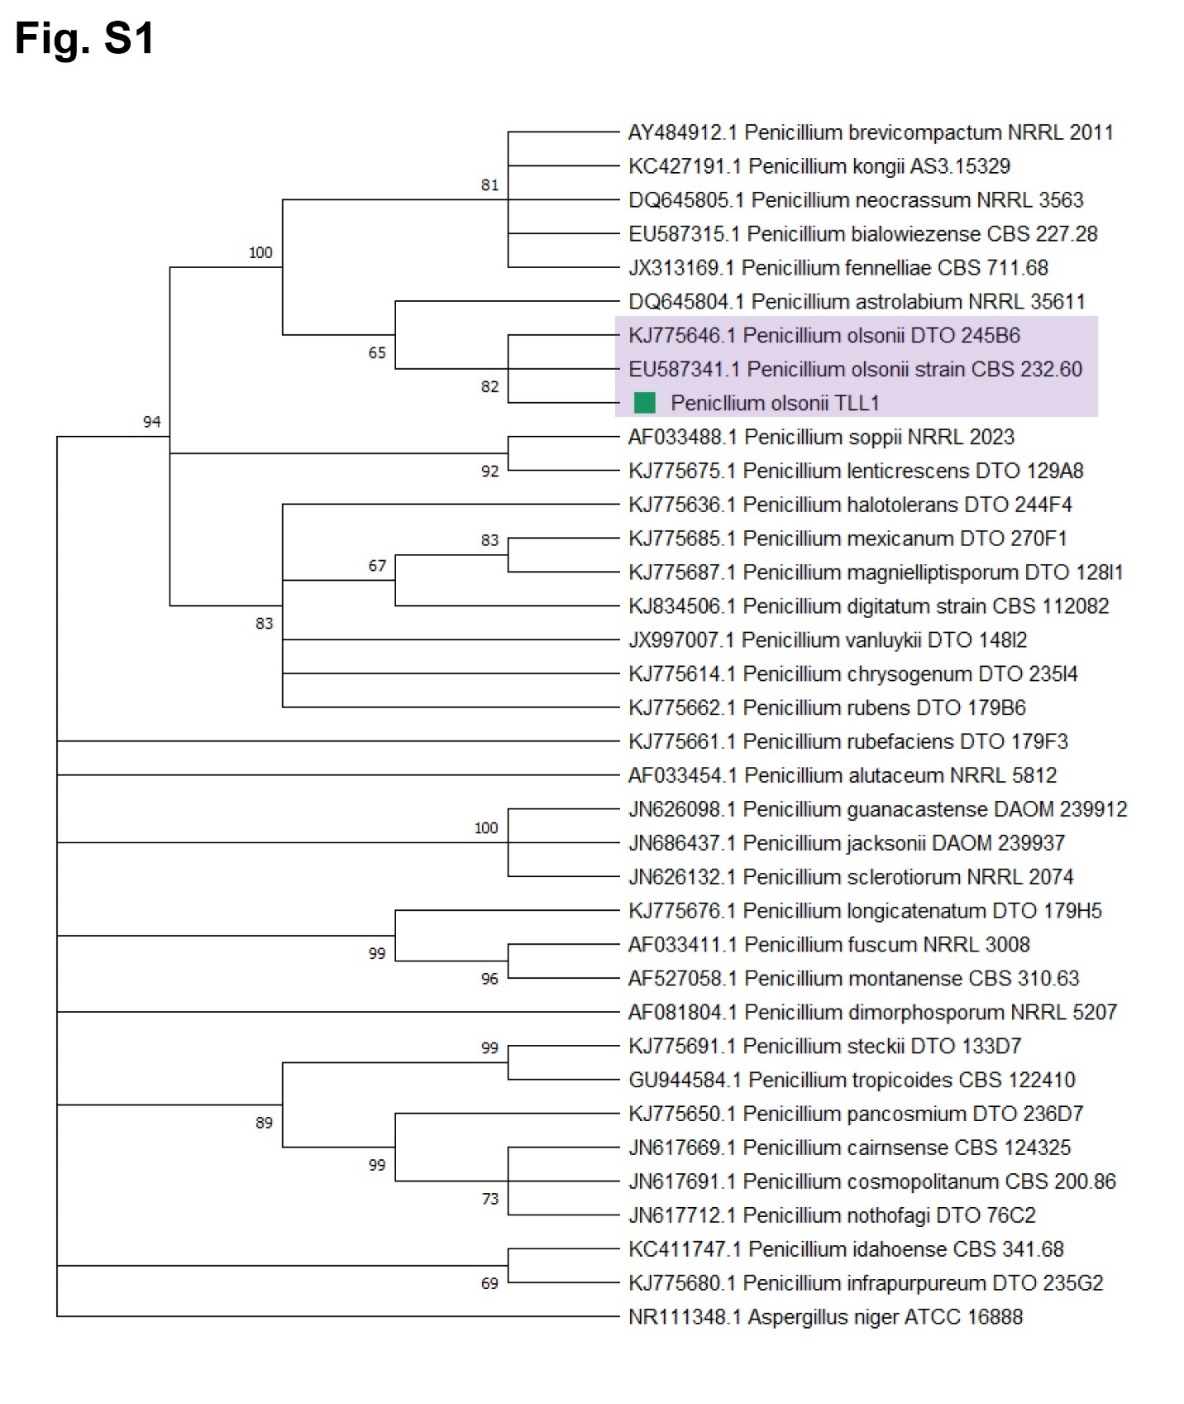 Fig. S1
AY484912.1 Penicillium brevicompactum NRRL 2011
KC427191.1 Penicillium kongii AS3.15329
81
DQ645805.1 Penicillium neocrassum NRRL 3563
EU587315.1 Penicillium bialowiezense CBS 227.28
100
JX313169.1 Penicillium fennelliae CBS 711.68
DQ645804.1 Penicillium astrolabium NRRL 35611
KJ775646.1 Penicillium olsonii DTO 245B6
65
EU587341.1 Penicillium olsonii strain CBS 232.60
82
Penicllium olsonii TLL1
94
AF033488.1 Penicillium soppii NRRL 2023
92
KJ775675.1 Penicillium lenticrescens DTO 129A8
KJ775636.1 Penicillium halotolerans DTO 244F4
83
KJ775685.1 Penicillium mexicanum DTO 270F1
67
KJ775687.1 Penicillium magnielliptisporum DTO 128I1
KJ834506.1 Penicillium digitatum strain CBS 112082
83
JX997007.1 Penicillium vanluykii DTO 148I2
KJ775614.1 Penicillium chrysogenum DTO 235I4
KJ775662.1 Penicillium rubens DTO 179B6
KJ775661.1 Penicillium rubefaciens DTO 179F3
AF033454.1 Penicillium alutaceum NRRL 5812
JN626098.1 Penicillium guanacastense DAOM 239912
100
JN686437.1 Penicillium jacksonii DAOM 239937
JN626132.1 Penicillium sclerotiorum NRRL 2074
KJ775676.1 Penicillium longicatenatum DTO 179H5
AF033411.1 Penicillium fuscum NRRL 3008
99
96
AF527058.1 Penicillium montanense CBS 310.63
AF081804.1 Penicillium dimorphosporum NRRL 5207
99
KJ775691.1 Penicillium steckii DTO 133D7
GU944584.1 Penicillium tropicoides CBS 122410
89
KJ775650.1 Penicillium pancosmium DTO 236D7
JN617669.1 Penicillium cairnsense CBS 124325
99
JN617691.1 Penicillium cosmopolitanum CBS 200.86
73
JN617712.1 Penicillium nothofagi DTO 76C2
KC411747.1 Penicillium idahoense CBS 341.68
69
KJ775680.1 Penicillium infrapurpureum DTO 235G2
NR111348.1 Aspergillus niger ATCC 16888